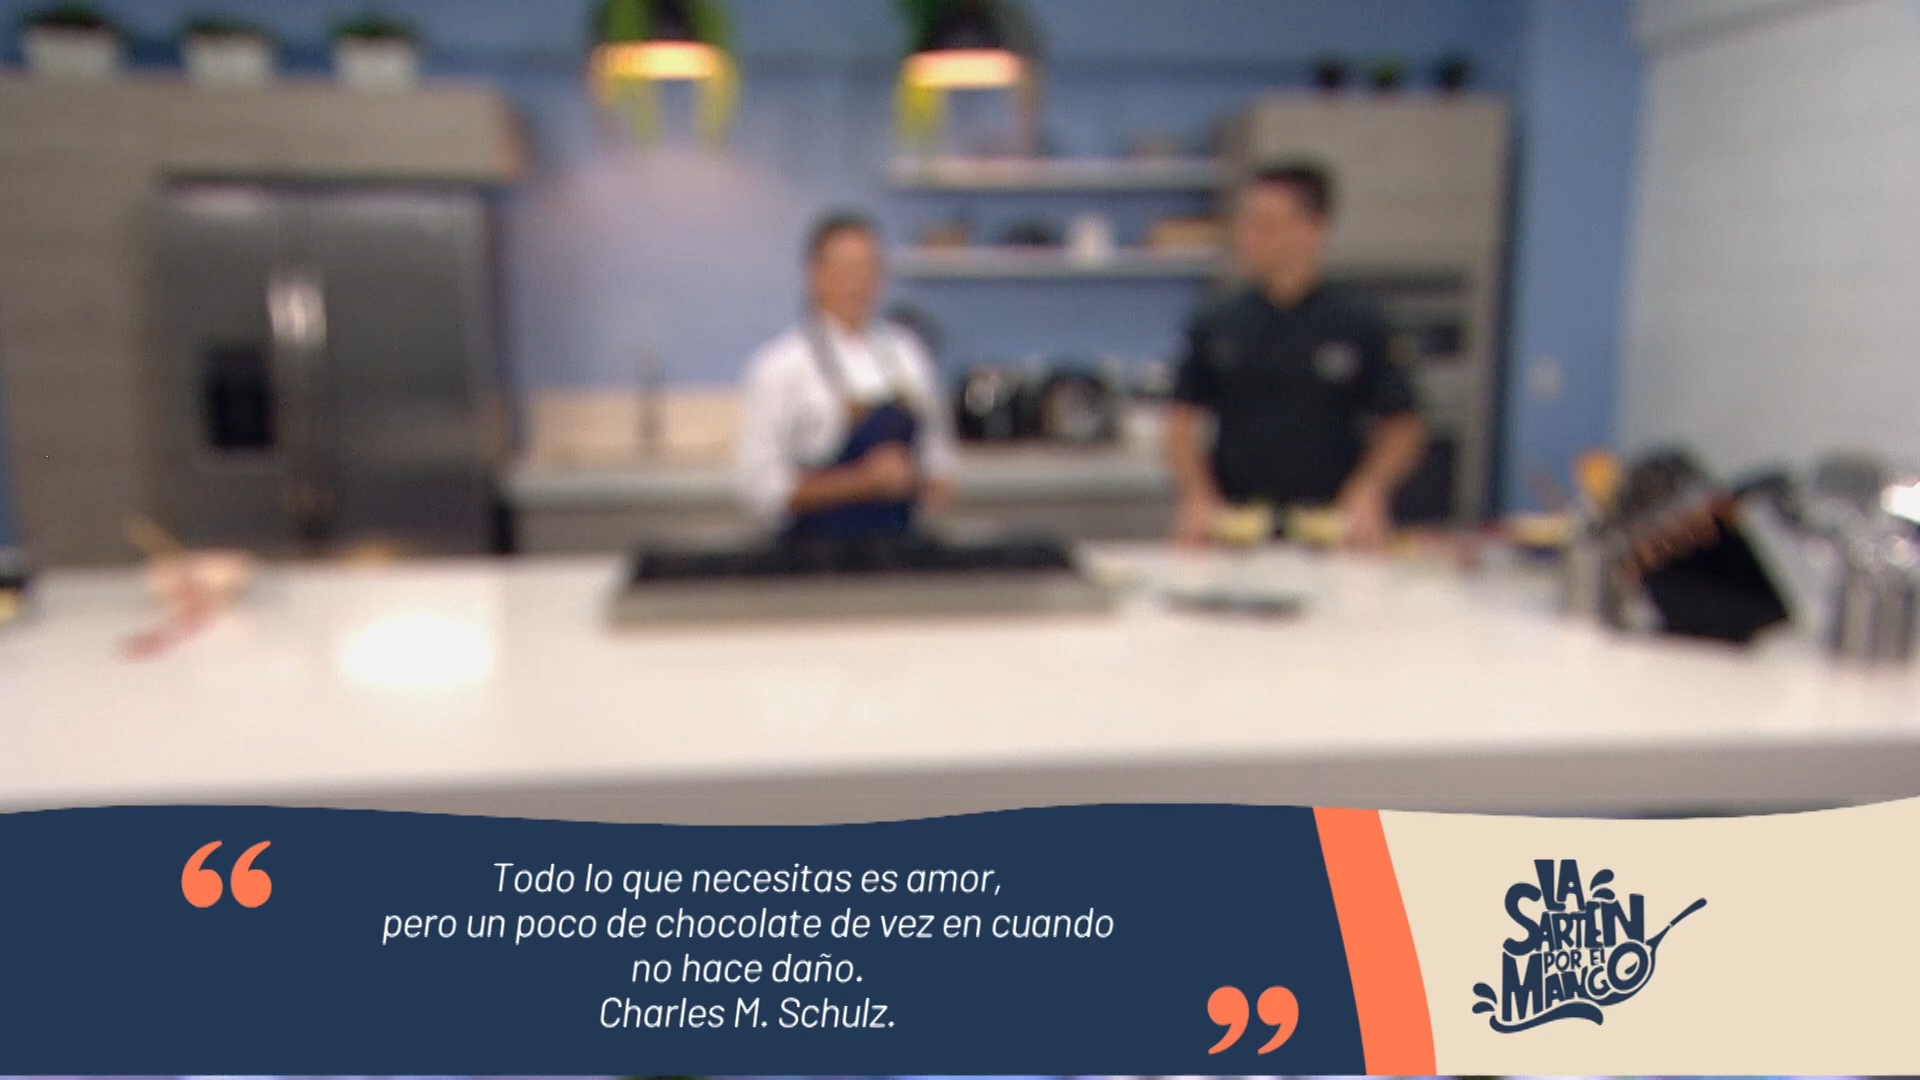 Todo lo que necesitas es amor,
pero un poco de chocolate de vez en cuando
no hace daño.
Charles M. Schulz.
LA
SARTÉN
POR EL
MANGO